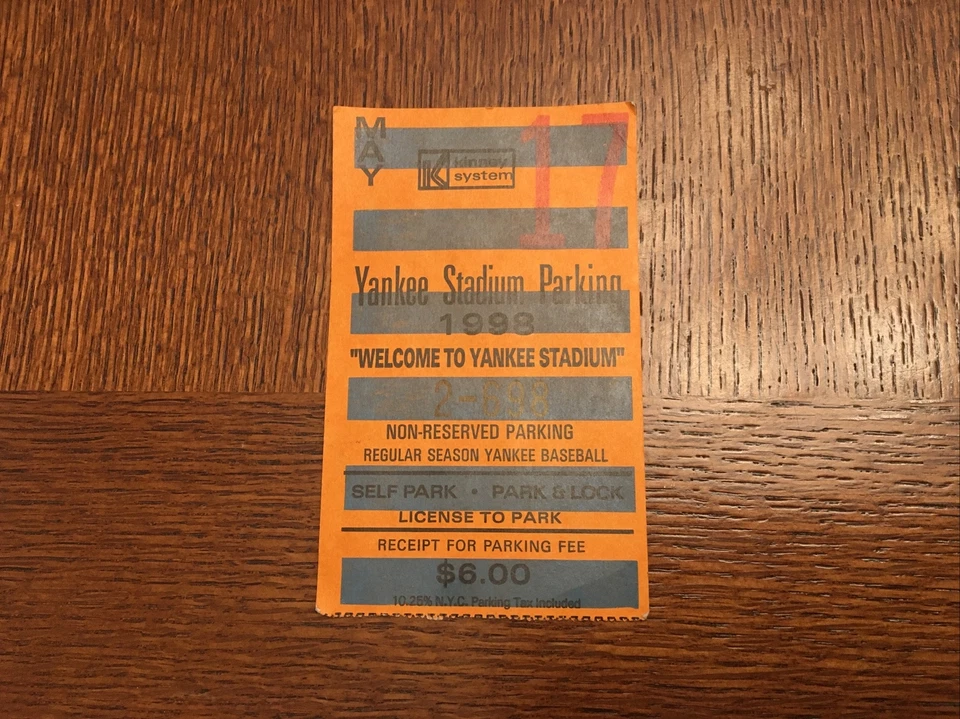 MAY
17
kinney
system
Yankee Stadium Parking
1998
"WELCOME TO YANKEE STADIUM"
2-698
NON-RESERVED PARKING
REGULAR SEASON YANKEE BASEBALL
SELF PARK • PARK & LOCK
LICENSE TO PARK
RECEIPT FOR PARKING FEE
$6.00
10.25% N.Y.C. Parking Tax Included